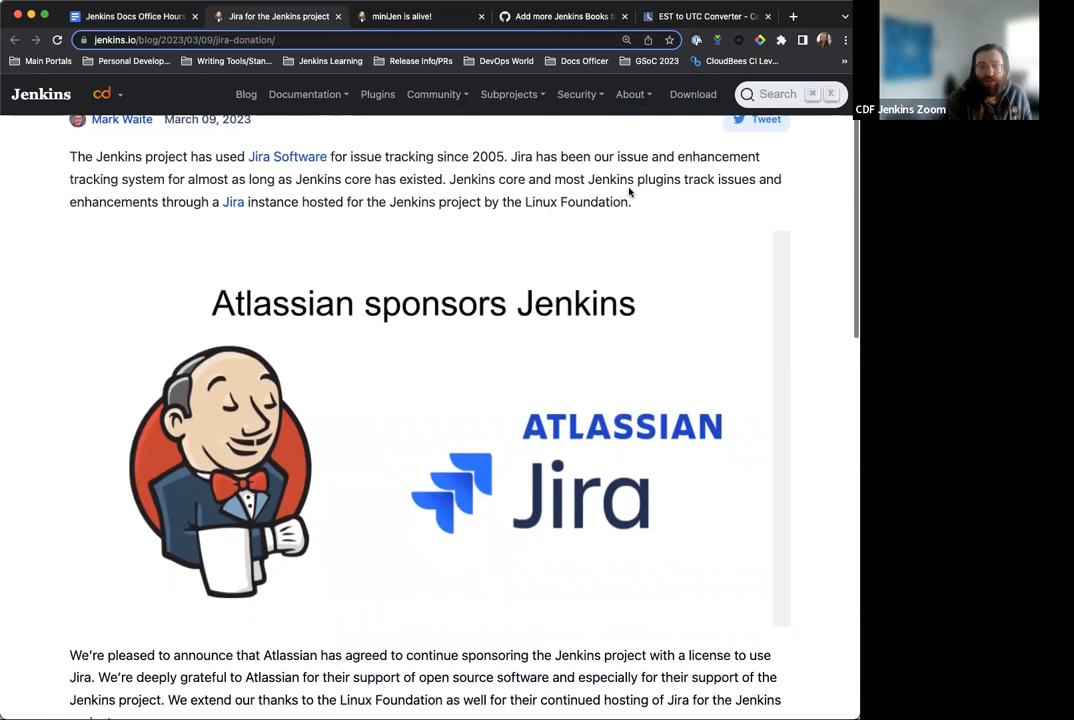 Jenkins Docs Office Hours
Jira for the Jenkins project
miniJen is alive!
Add more Jenkins Books to
EST to UTC Converter - Co
jenkins.io/blog/2023/03/09/jira-donation/
Main Portals
Personal Develop...
Writing Tools/Stan...
Jenkins Learning
Release Info/PRs
DevOps World
Docs Officer
GSoC 2023
CloudBees CI Lev...
»
Jenkins
cd
Blog
Documentation
Plugins
Community
Subprojects
Security
About
Download
Search
⌘
K
CDF Jenkins Zoom
Mark Waite
March 09, 2023
Tweet
The Jenkins project has used Jira Software for issue tracking since 2005. Jira has been our issue and enhancement
tracking system for almost as long as Jenkins core has existed. Jenkins core and most Jenkins plugins track issues and
enhancements through a Jira instance hosted for the Jenkins project by the Linux Foundation.
Atlassian sponsors Jenkins
ATLASSIAN
Jira
We're pleased to announce that Atlassian has agreed to continue sponsoring the Jenkins project with a license to use
Jira. We're deeply grateful to Atlassian for their support of open source software and especially for their support of the
Jenkins project. We extend our thanks to the Linux Foundation as well for their continued hosting of Jira for the Jenkins